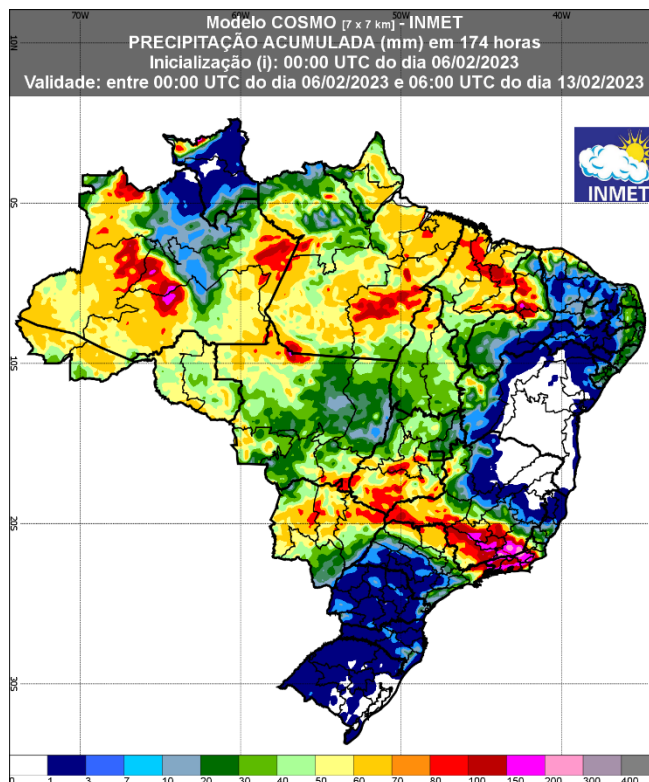 Modelo COSMO [7 x 7 km] - INMET
PRECIPITAÇÃO ACUMULADA (mm) em 174 horas
Inicialização (i): 00:00 UTC do dia 06/02/2023
Validade: entre 00:00 UTC do dia 06/02/2023 e 06:00 UTC do dia 13/02/2023
70W 60W 50W 40W
10N
INMET
0S
10S
20S
30S
0 1 3 7 10 20 30 40 50 60 70 80 100 150 200 300 400